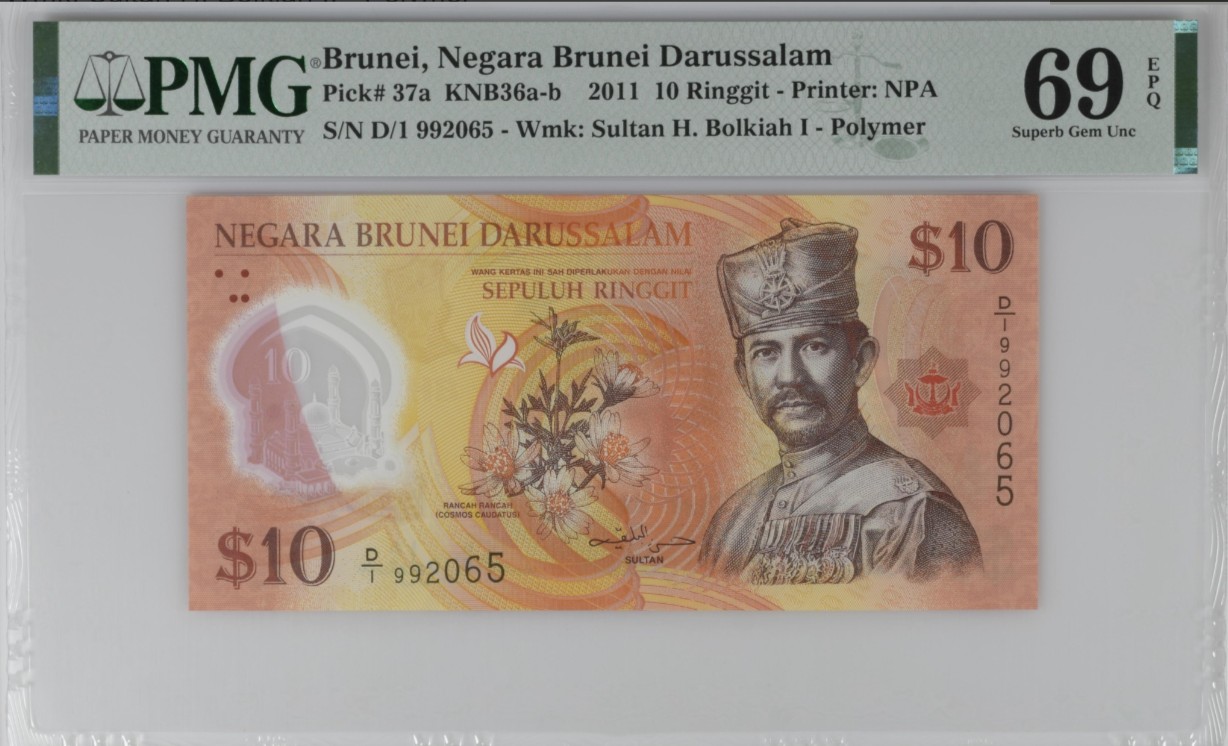 PMG®
PAPER MONEY GUARANTY
Brunei, Negara Brunei Darussalam
Pick# 37a KNB36a-b 2011 10 Ringgit - Printer: NPA
S/N D/1 992065 - Wmk: Sultan H. Bolkiah I - Polymer
69
EPQ
Superb Gem Unc
NEGARA BRUNEI DARUSSALAM
$10
WANG KERTAS INI SAH DIPERLAKUKAN DENGAN NILAI
SEPULUH RINGGIT
D/1 992065
10
RANCAH RANCAH
(COSMOS CAUDATUS)
$10
D/1 992065
حسن البلقيه
SULTAN